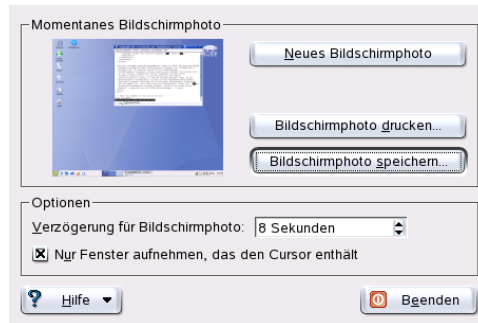 Momentanes Bildschirmphoto
Neues Bildschirmphoto
Bildschirmphoto drucken...
Bildschirmphoto speichern...
Optionen
Verzögerung für Bildschirmphoto: 8 Sekunden
Nur Fenster aufnehmen, das den Cursor enthält
Hilfe
Beenden